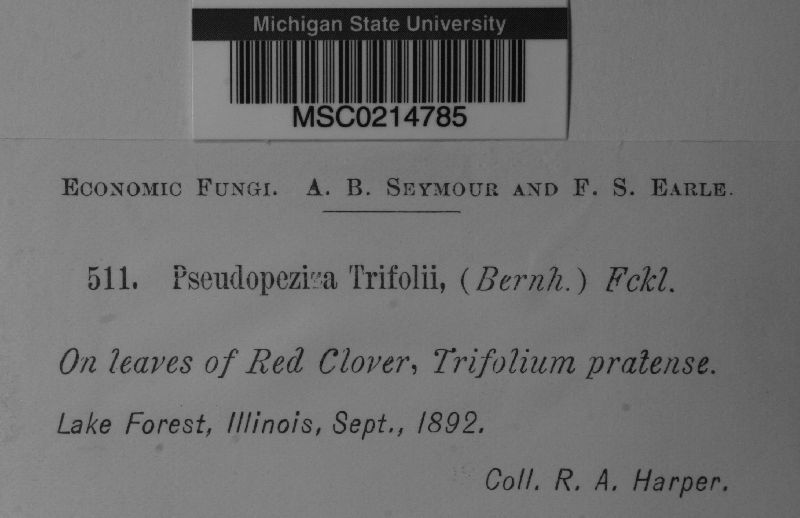 Michigan State University
MSC0214785
Economic Fungi. A. B. Seymour and F. S. Earle.
511. Pseudopeziza Trifolii, (Bernh.) Fckl.
On leaves of Red Clover, Trifolium pratense.
Lake Forest, Illinois, Sept., 1892.
Coll. R. A. Harper.